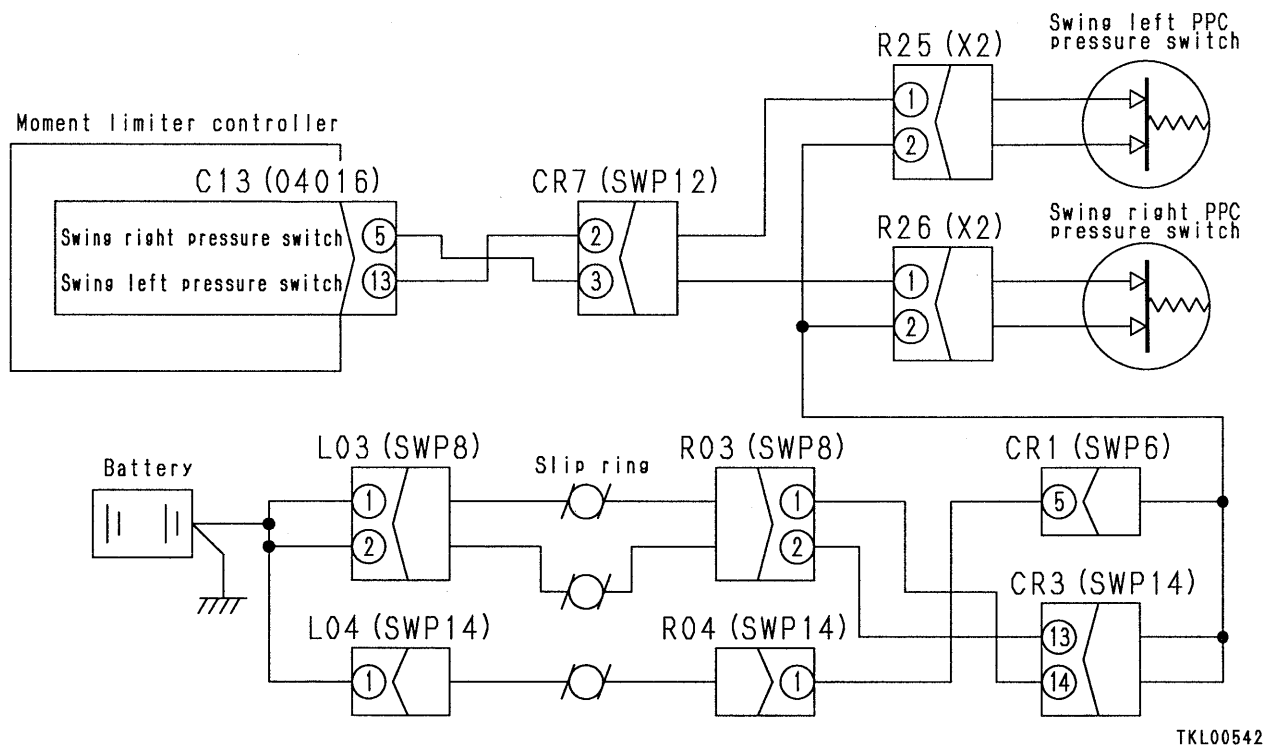 Swing left PPC
pressure switch
R25 (X2)
1
2
Moment limiter controller
C13 (04016)
CR7 (SWP12)
Swing right pressure switch
5
2
Swing left pressure switch
13
3
Swing right PPC
pressure switch
R26 (X2)
1
2
Battery
L03 (SWP8)
Slip ring
R03 (SWP8)
CR1 (SWP6)
1
1
5
2
2
CR3 (SWP14)
L04 (SWP14)
R04 (SWP14)
13
1
1
14
TKL00542